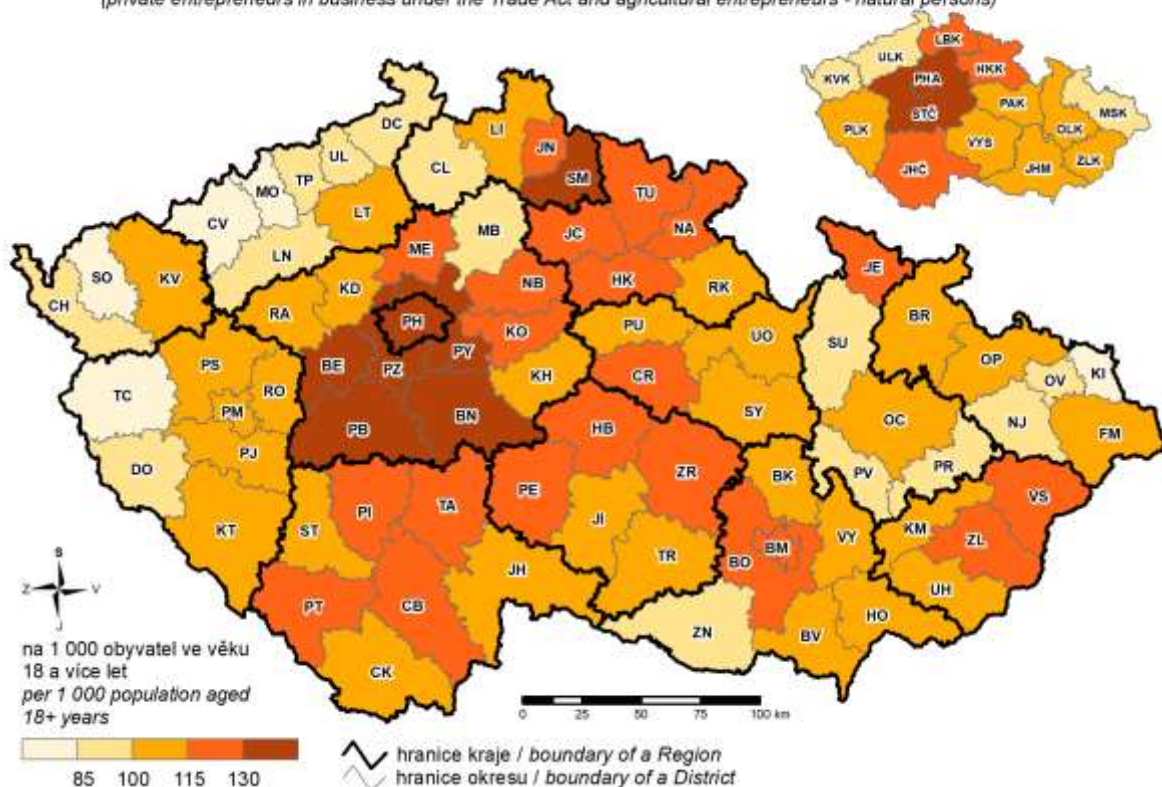 (private entrepreneurs in business under the Trade Act and agricultural entrepreneurs - natural persons)
LBK
ULK
HKK
KVK
PHA
PAK
MSK
STČ
PLK
OLK
VYS
ZLK
JHČ
JHM
DC
LI
JN
UL
CL
SM
TP
MO
TU
CV
LT
MB
JC
NA
LN
ME
SO
KV
NB
HK
JE
CH
KD
RK
RA
PH
BR
KO
PU
UO
SU
OP
PS
BE
PZ
PY
KI
OV
TC
RO
KH
CR
PM
SY
OC
NJ
FM
PB
BN
HB
DO
PJ
PV
PR
ZR
BK
PE
VS
PI
TA
KM
KT
ST
JI
VY
ZL
BM
TR
BO
JH
UH
PT
CB
HO
ZN
BV
CK
S
Z V
J
na 1 000 obyvatel ve věku
18 a více let
per 1 000 population aged
18+ years
85 100 115 130
0 25 50 75 100 km
hranice kraje / boundary of a Region
hranice okresu / boundary of a District